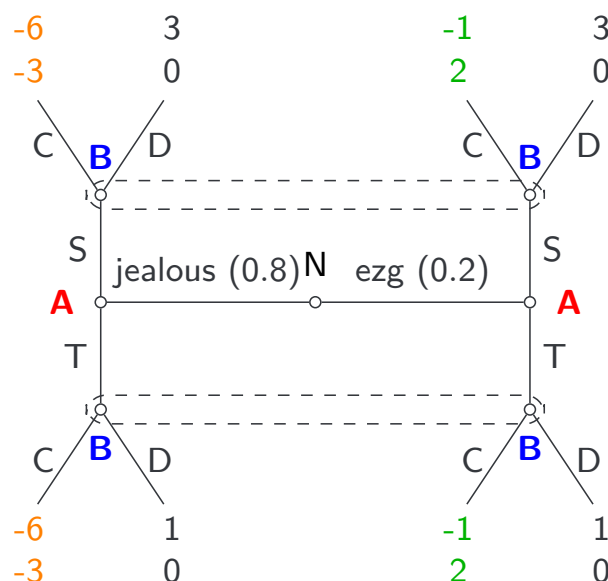 -6 3 -1 3
-3 0 2 0
C D C D
B B
S S
jealous (0.8) N ezg (0.2)
A A
T T
C D C D
B B
-6 1 -1 1
-3 0 2 0